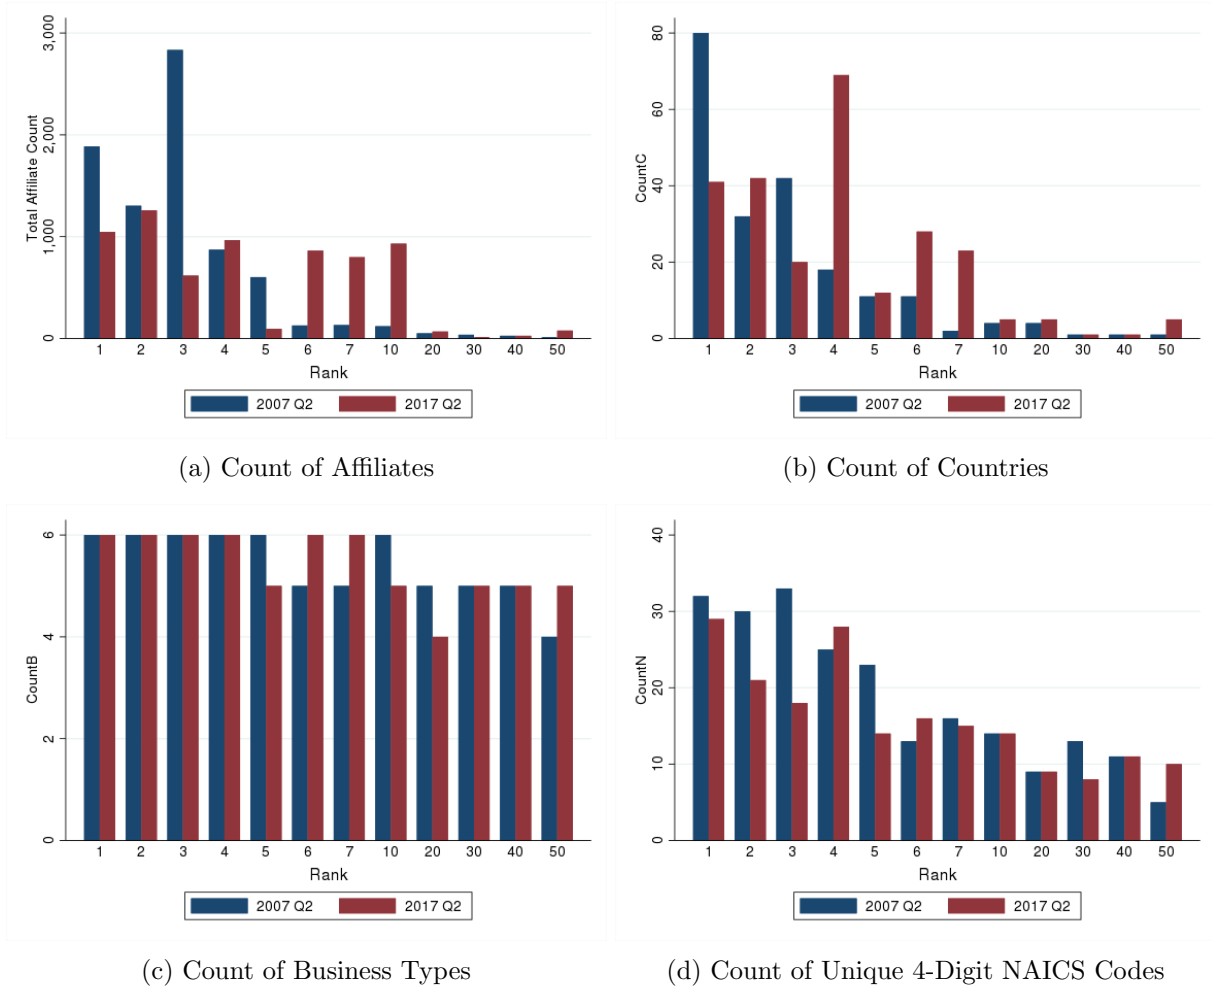 Total Affiliate Count
3,000
2,000
1,000
0
1 2 3 4 5 6 7 10 20 30 40 50
Rank
2007 Q2 2017 Q2
(a) Count of Affiliates
CountC
80
60
40
20
0
1 2 3 4 5 6 7 10 20 30 40 50
Rank
2007 Q2 2017 Q2
(b) Count of Countries
CountB
6
4
2
0
1 2 3 4 5 6 7 10 20 30 40 50
Rank
2007 Q2 2017 Q2
(c) Count of Business Types
CountN
40
30
20
10
0
1 2 3 4 5 6 7 10 20 30 40 50
Rank
2007 Q2 2017 Q2
(d) Count of Unique 4-Digit NAICS Codes